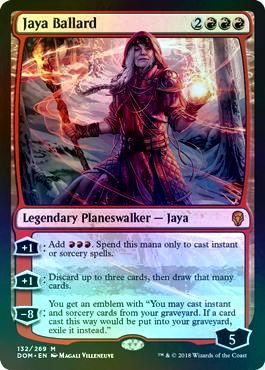 Jaya Ballard 2
Legendary Planeswalker — Jaya
+1 : Add . Spend this mana only to cast instant
or sorcery spells.
+1 : Discard up to three cards, then draw that many
cards.
−8 : You get an emblem with “You may cast instant
and sorcery cards from your graveyard. If a card
cast this way would be put into your graveyard,
exile it instead.”
5
132/269 M
DOM • EN Magali Villeneuve
™ & © 2018 Wizards of the Coast